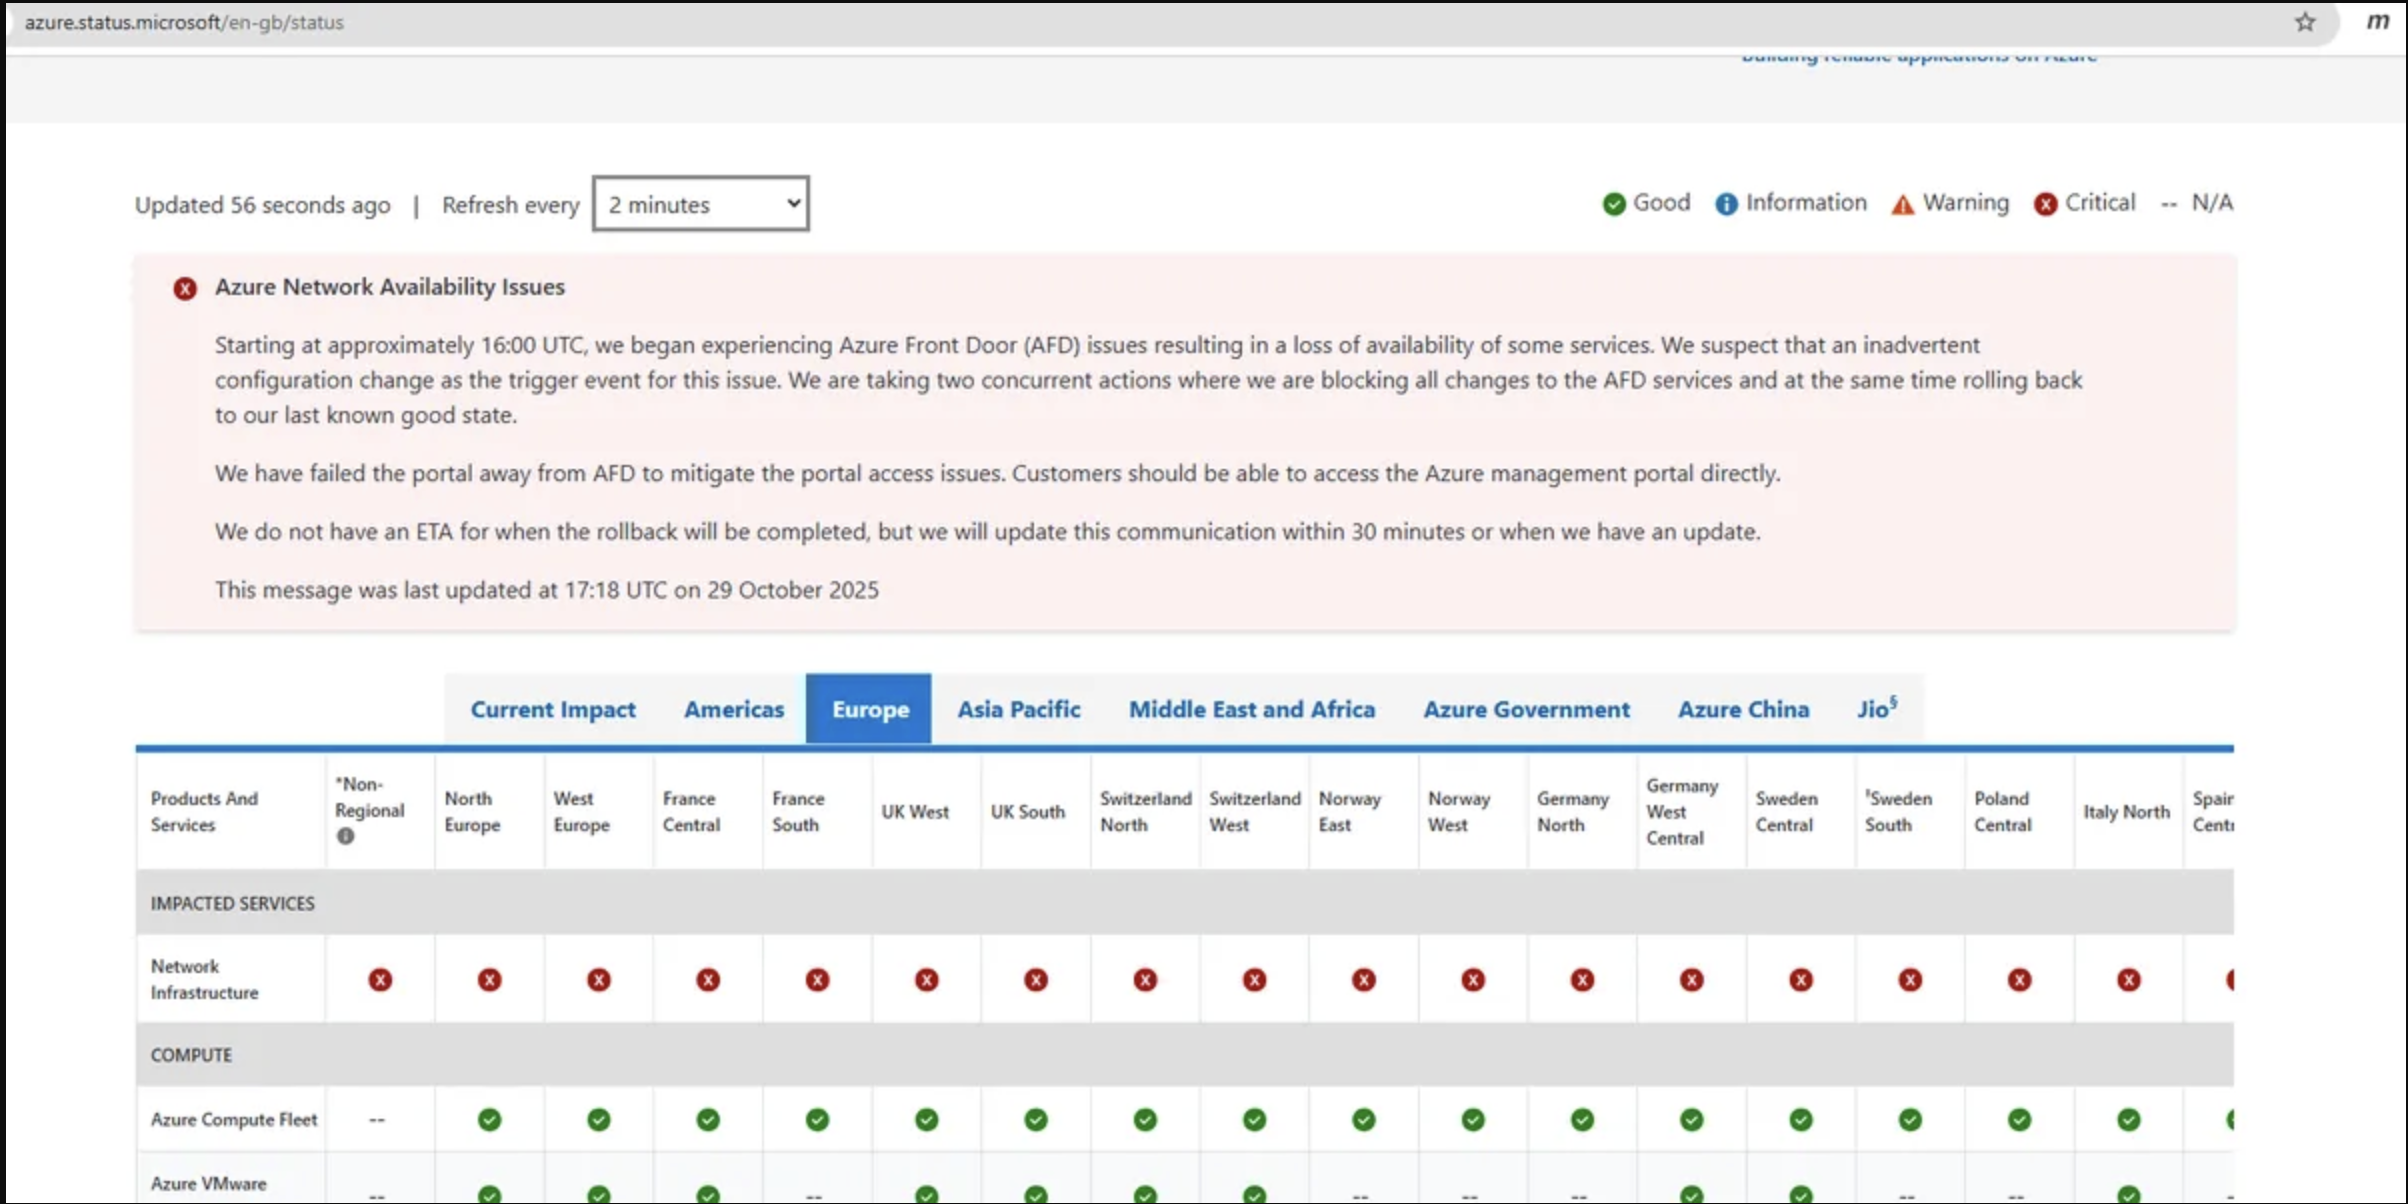 azure.status.microsoft/en-gb/status
m
Building reliable applications on Azure
Updated 56 seconds ago | Refresh every 2 minutes
Good Information Warning Critical -- N/A
Azure Network Availability Issues
Starting at approximately 16:00 UTC, we began experiencing Azure Front Door (AFD) issues resulting in a loss of availability of some services. We suspect that an inadvertent
configuration change as the trigger event for this issue. We are taking two concurrent actions where we are blocking all changes to the AFD services and at the same time rolling back
to our last known good state.
We have failed the portal away from AFD to mitigate the portal access issues. Customers should be able to access the Azure management portal directly.
We do not have an ETA for when the rollback will be completed, but we will update this communication within 30 minutes or when we have an update.
This message was last updated at 17:18 UTC on 29 October 2025
Current Impact Americas Europe Asia Pacific Middle East and Africa Azure Government Azure China Jio§
Products And
Services
*Non-
Regional
North
Europe
West
Europe
France
Central
France
South
UK West
UK South
Switzerland
North
Switzerland
West
Norway
East
Norway
West
Germany
North
Germany
West
Central
Sweden
Central
‡Sweden
South
Poland
Central
Italy North
Spain
Centr
IMPACTED SERVICES
Network
Infrastructure
COMPUTE
Azure Compute Fleet --
Azure VMware
-- -- -- -- -- -- -- -